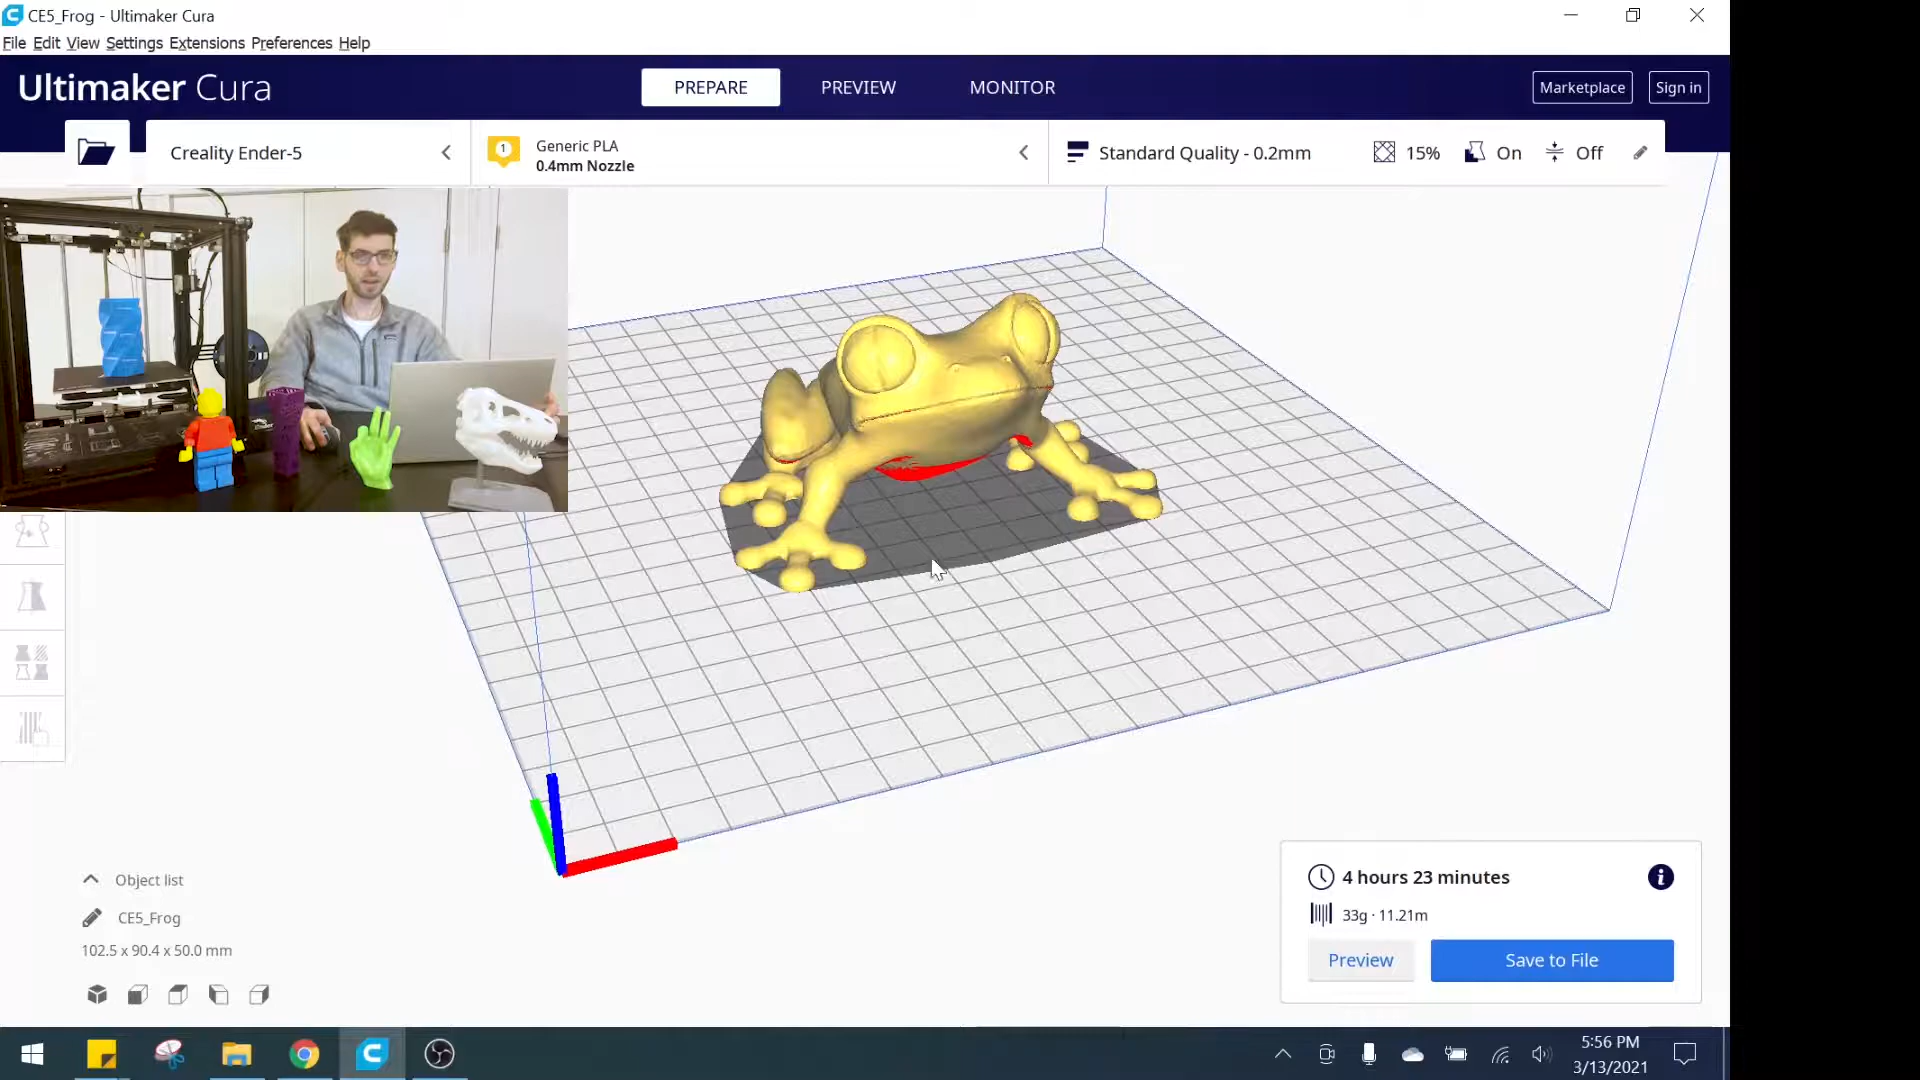 CE5_Frog - Ultimaker Cura
File Edit View Settings Extensions Preferences Help
Ultimaker Cura
PREPARE
PREVIEW
MONITOR
Marketplace
Sign in
Creality Ender-5
1
Generic PLA
0.4mm Nozzle
Standard Quality - 0.2mm
15%
On
Off
Object list
CE5_Frog
102.5 x 90.4 x 50.0 mm
4 hours 23 minutes
33g · 11.21m
Preview
Save to File
5:56 PM
3/13/2021